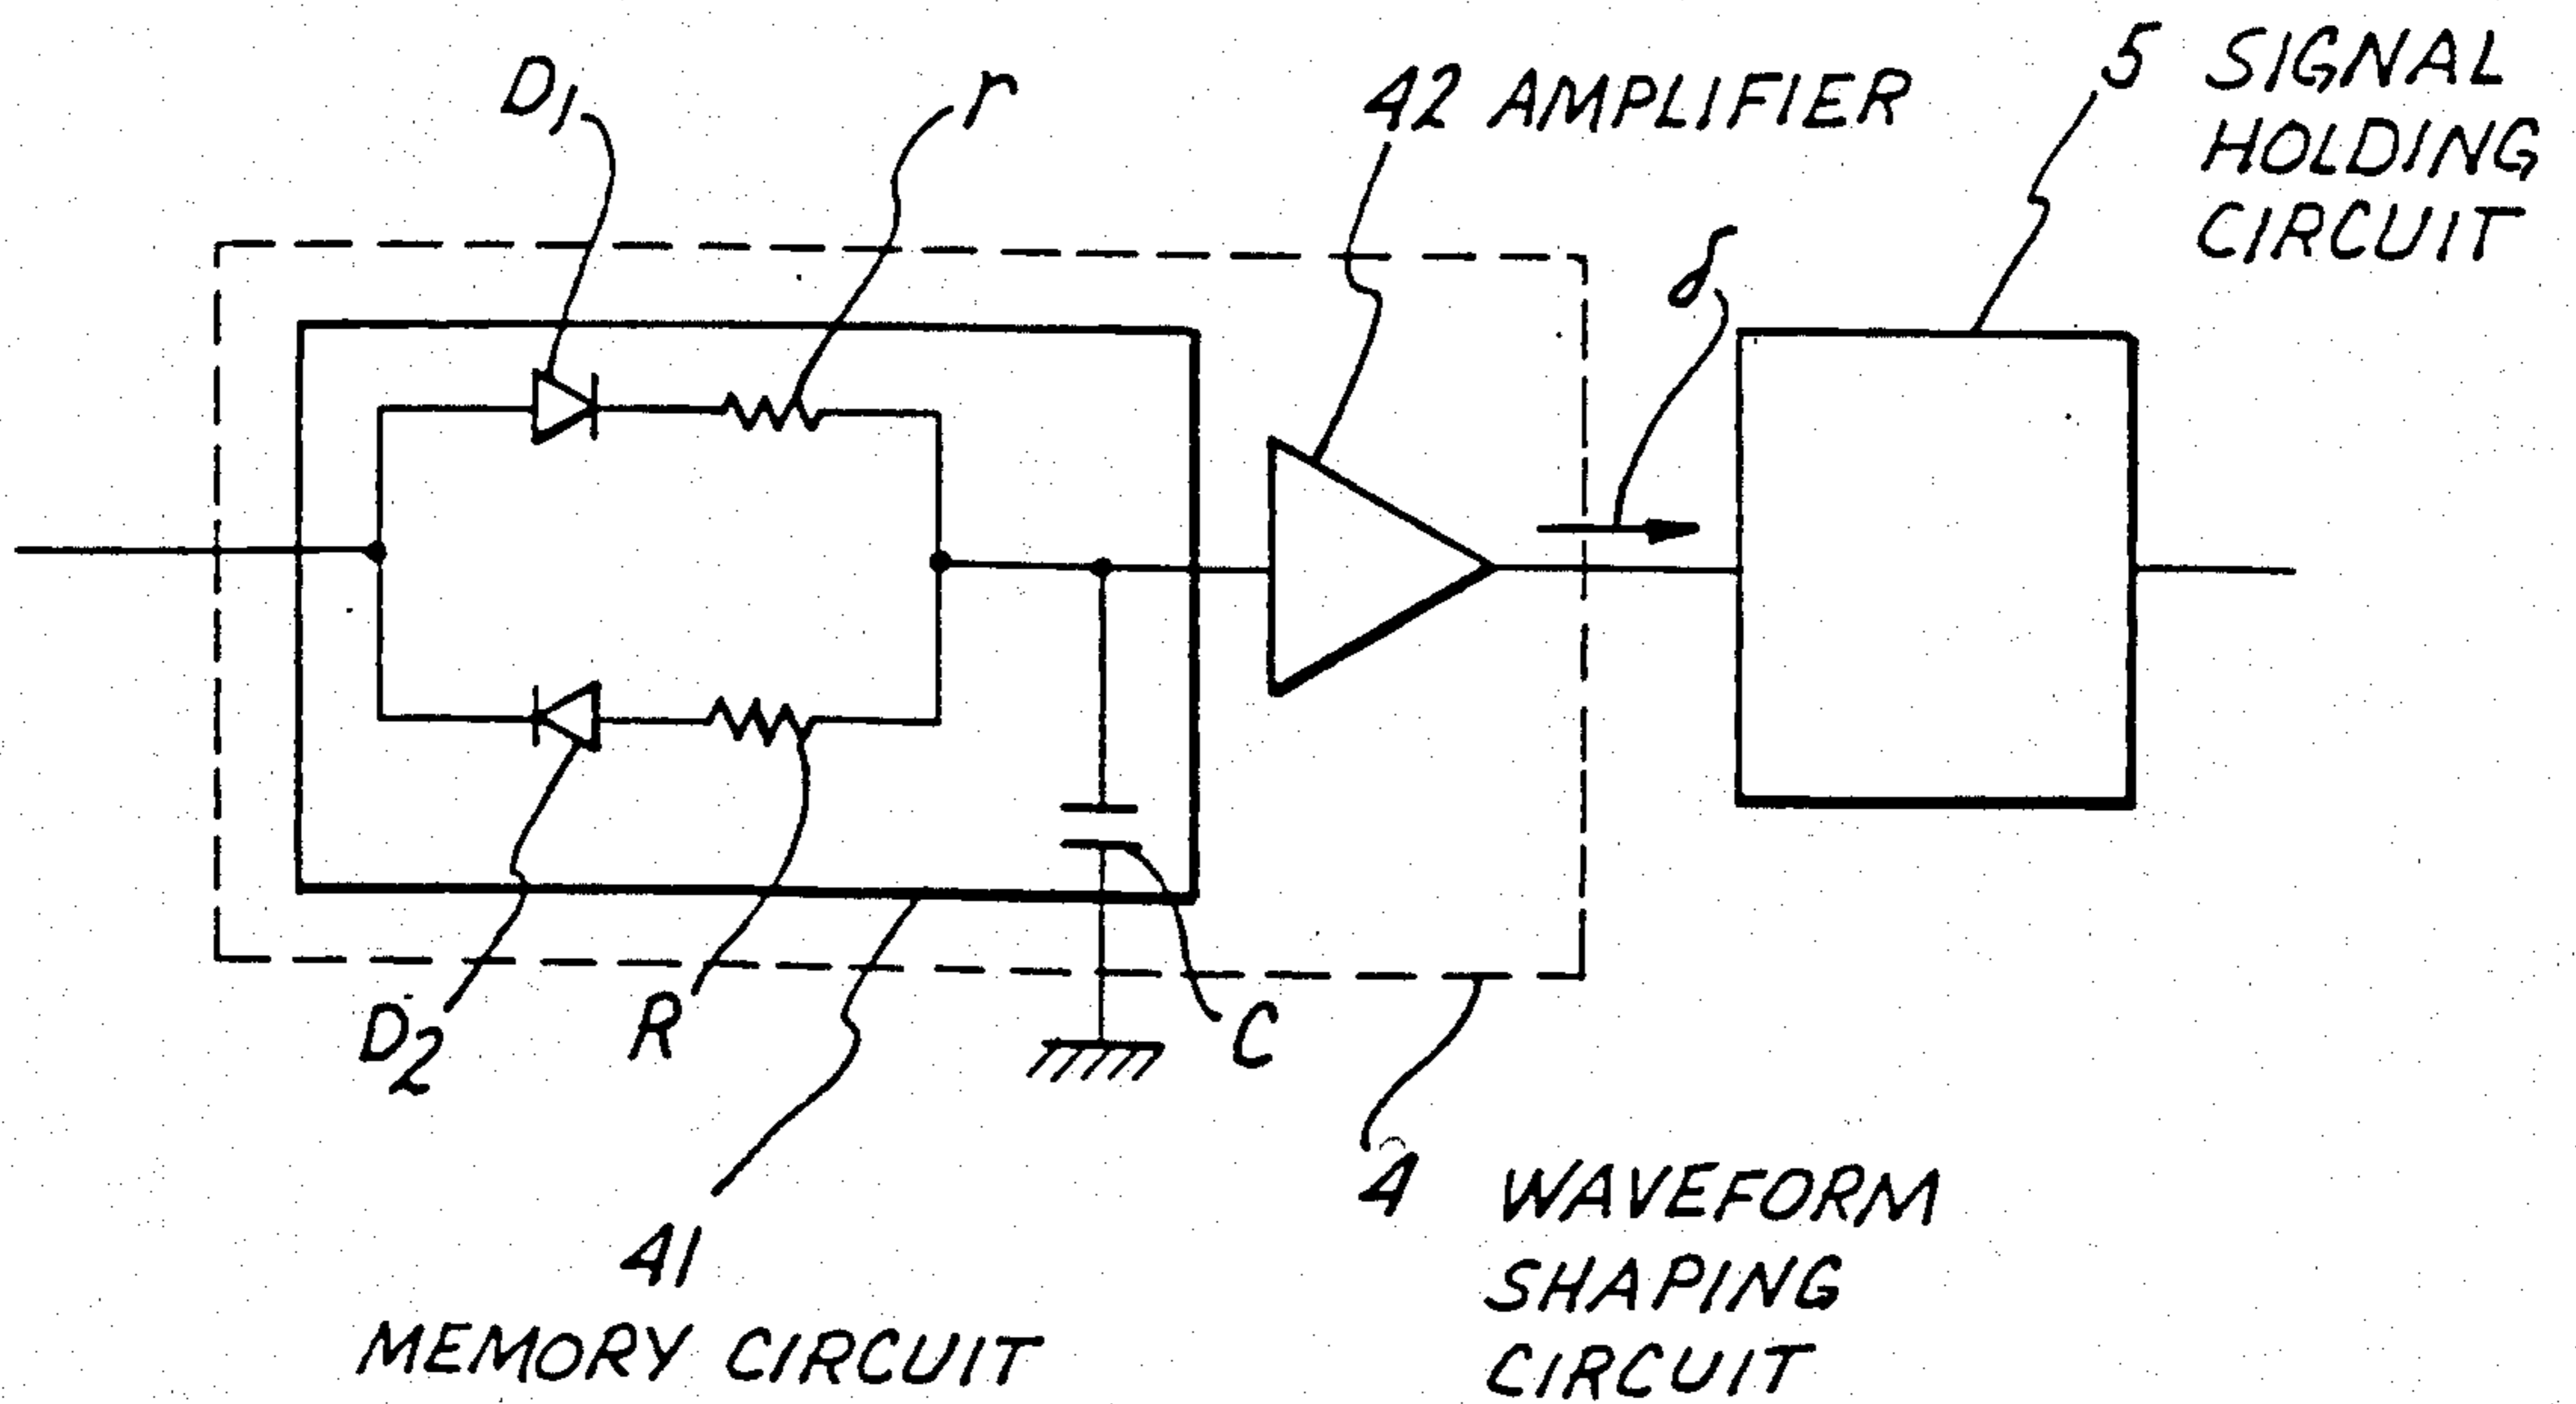 D1
r
42 AMPLIFIER
5 SIGNAL
HOLDING
CIRCUIT
δ
D2
R
C
41
MEMORY CIRCUIT
4 WAVEFORM
SHAPING
CIRCUIT